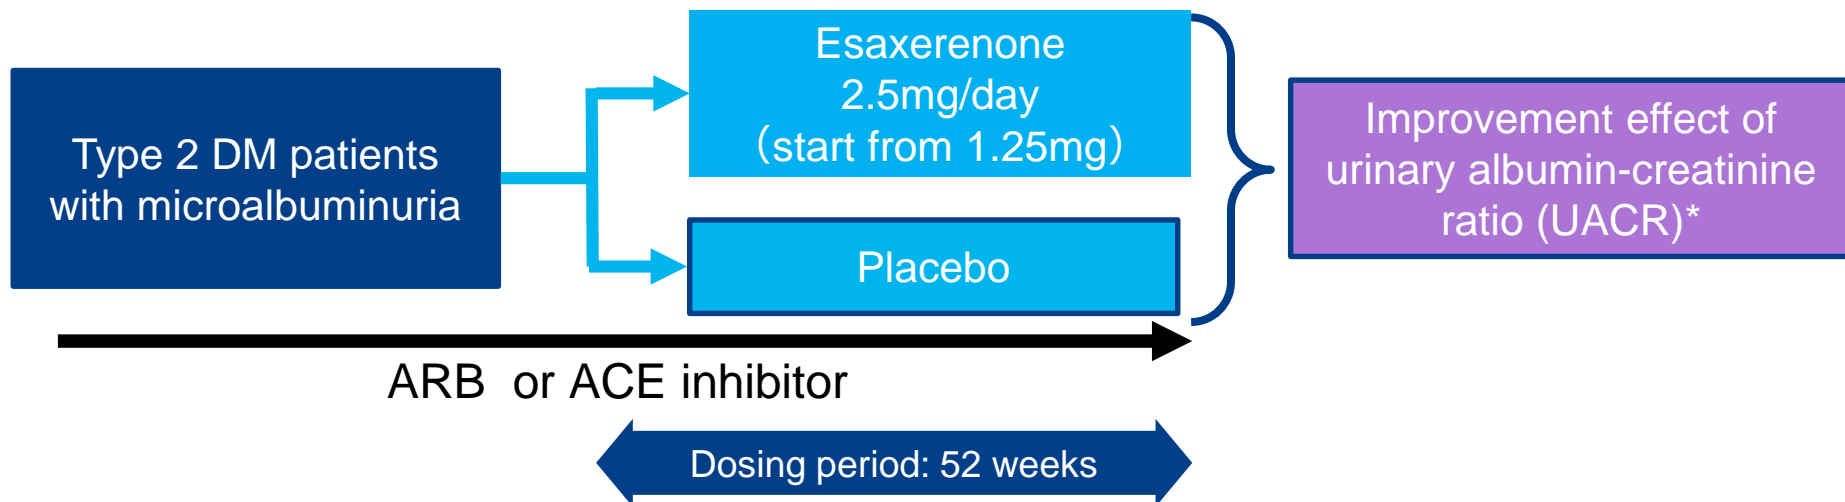 Type 2 DM patients
with microalbuminuria
Esaxerenone
2.5mg/day
（start from 1.25mg）
Placebo
Improvement effect of
urinary albumin-creatinine
ratio (UACR)*
ARB  or ACE inhibitor
Dosing period: 52 weeks